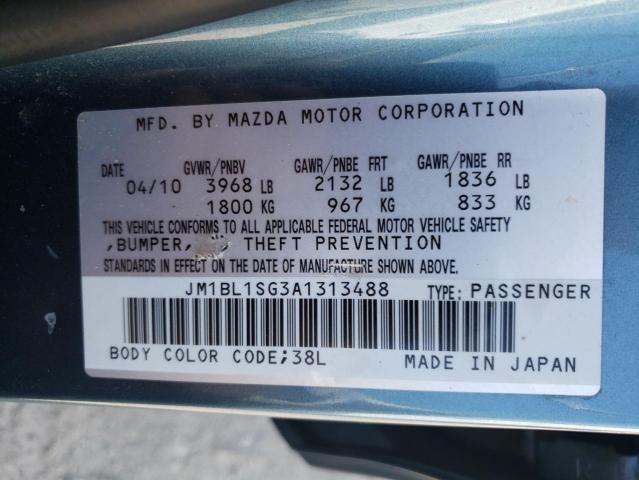 MFD. BY MAZDA MOTOR CORPORATION
DATE GVWR/PNBV GAWR/PNBE FRT GAWR/PNBE RR
04/10 3968 LB 2132 LB 1836 LB
1800 KG 967 KG 833 KG
THIS VEHICLE CONFORMS TO ALL APPLICABLE FEDERAL MOTOR VEHICLE SAFETY
,BUMPER, THEFT PREVENTION
STANDARDS IN EFFECT ON THE DATE OF MANUFACTURE SHOWN ABOVE.
JM1BL1SG3A1313488 TYPE: PASSENGER
BODY COLOR CODE;38L MADE IN JAPAN